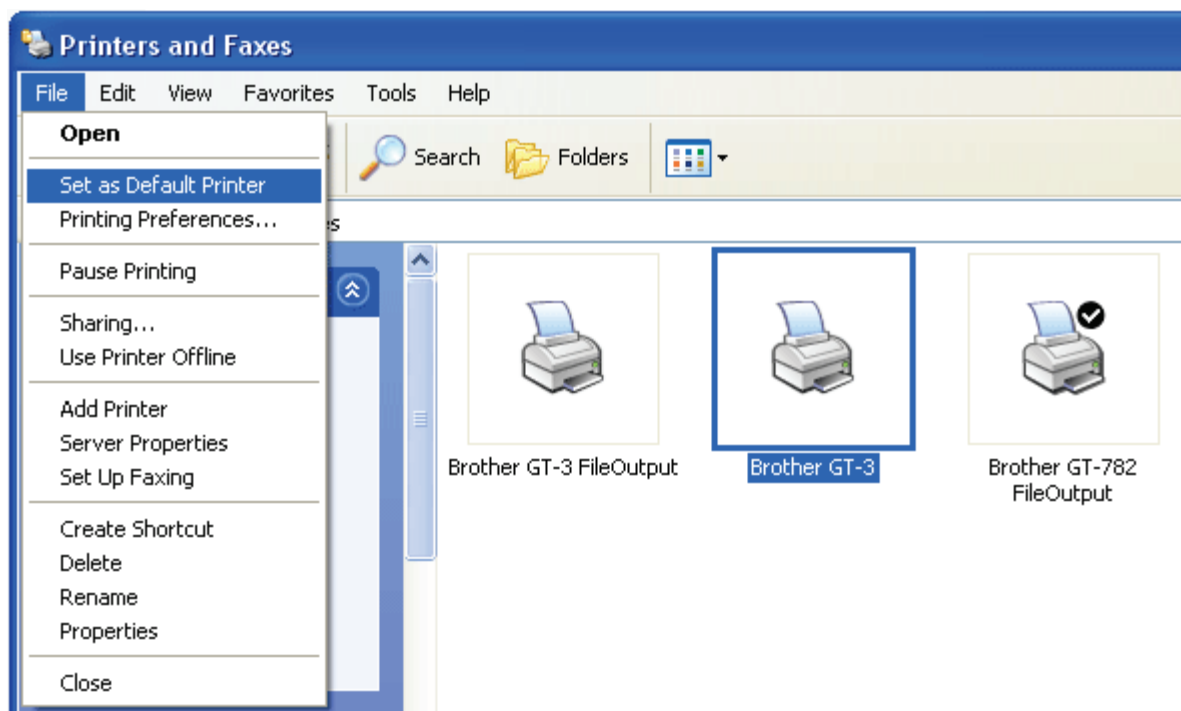 Printers and Faxes
File Edit View Favorites Tools Help
Open
Search Folders
Set as Default Printer
Printing Preferences...
Pause Printing
Sharing...
Use Printer Offline
Add Printer
Server Properties
Set Up Faxing
Create Shortcut
Delete
Rename
Properties
Close
Brother GT-3 FileOutput
Brother GT-3
Brother GT-782
FileOutput